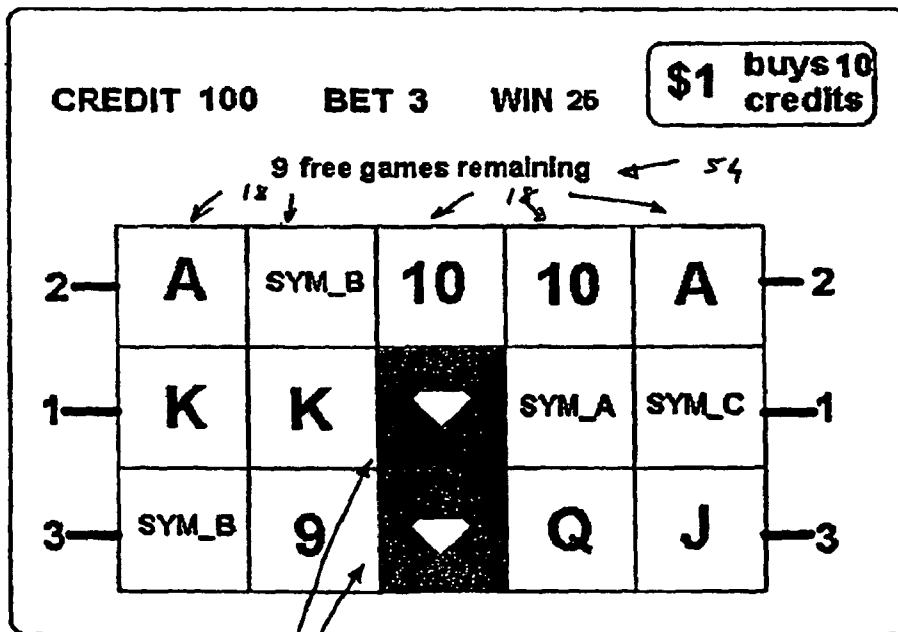 $1 buys 10
credits
CREDIT 100 BET 3 WIN 25
9 free games remaining 54
18 18
2 A SYM_B 10 10 A 2
1 K K SYM_A SYM_C 1
3 SYM_B 9 Q J 3